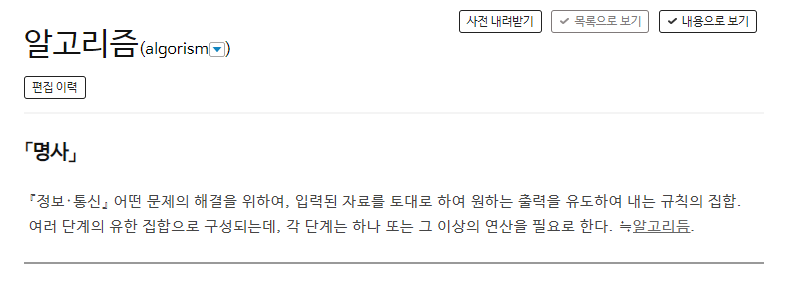 사전 내려받기 목록으로 보기 내용으로 보기
알고리즘(algorism)
편집 이력
「명사」
『정보·통신』 어떤 문제의 해결을 위하여, 입력된 자료를 토대로 하여 원하는 출력을 유도하여 내는 규칙의 집합.
여러 단계의 유한 집합으로 구성되는데, 각 단계는 하나 또는 그 이상의 연산을 필요로 한다. ≒알고리듬.